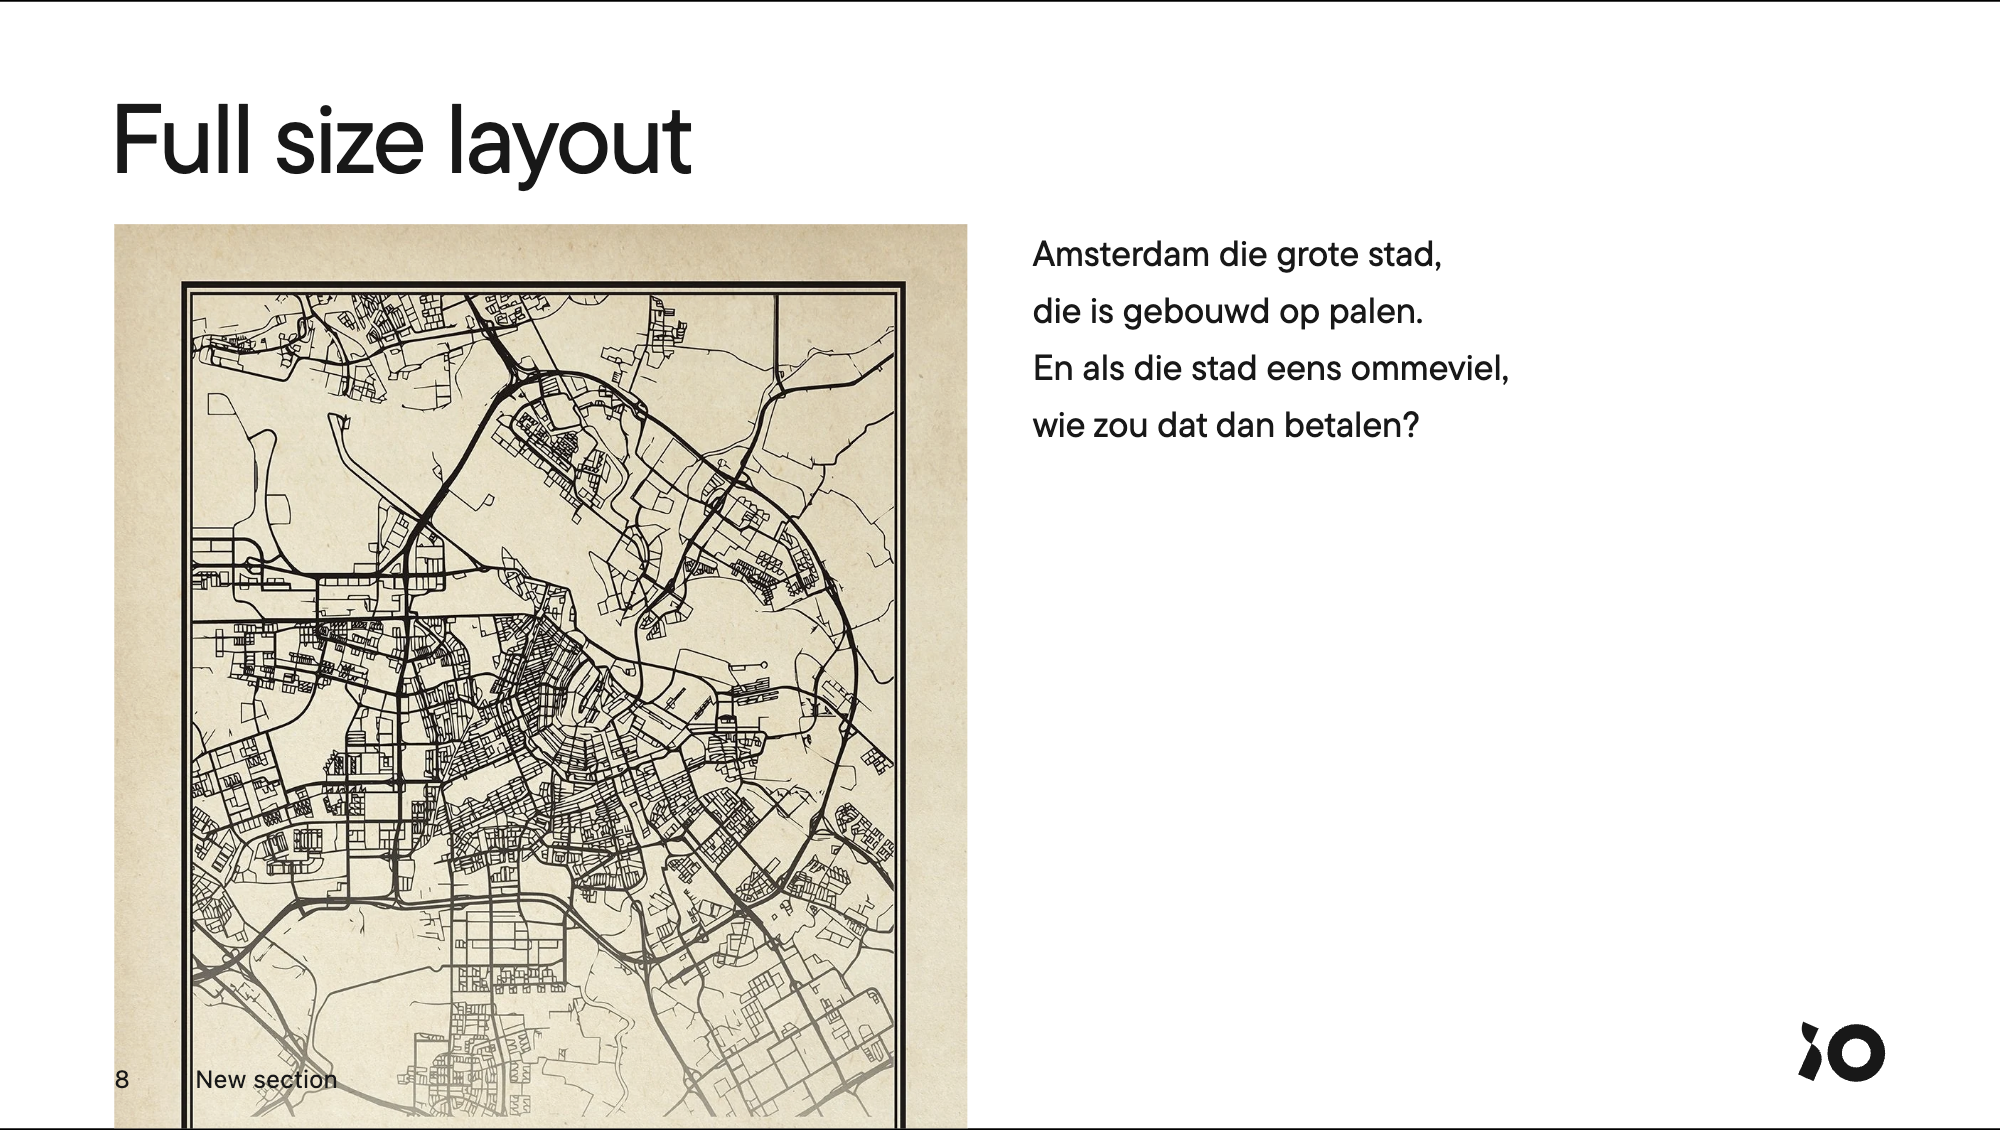 Full size layout
Amsterdam die grote stad,
die is gebouwd op palen.
En als die stad eens ommeviel,
wie zou dat dan betalen?
8 New section
iO